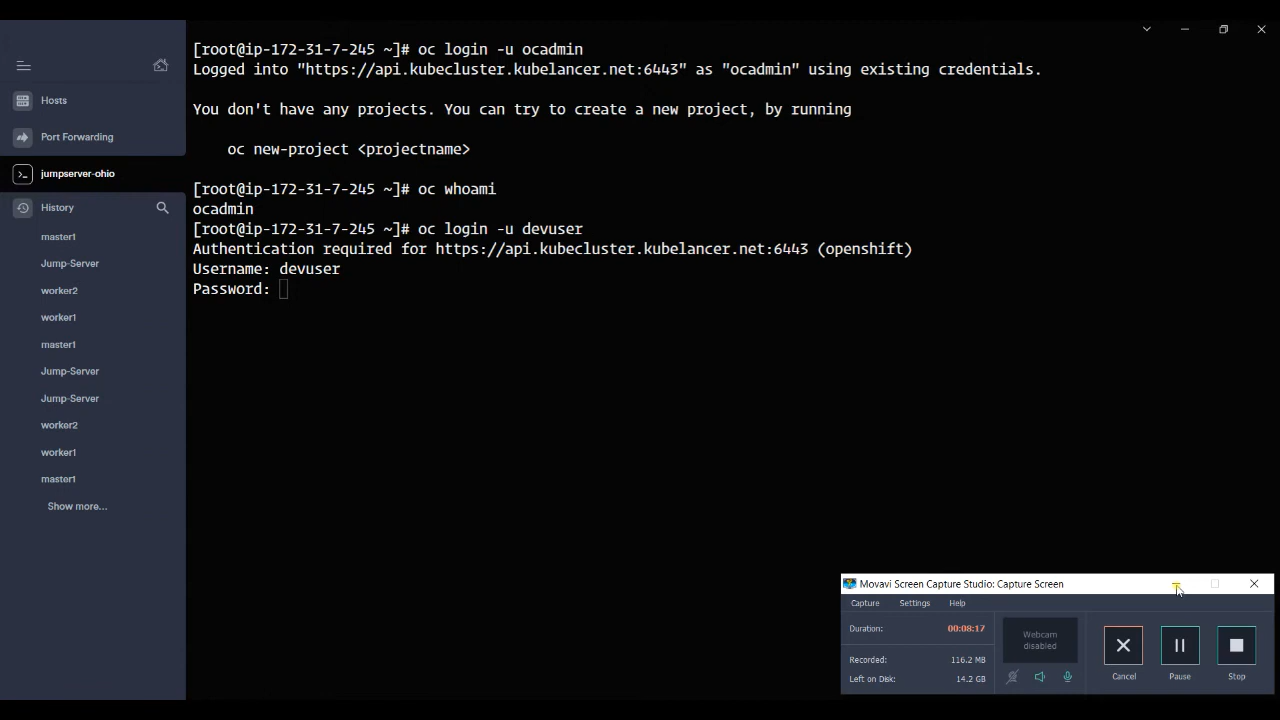 Hosts
Port Forwarding
jumpserver-ohio
History
master1
Jump-Server
worker2
worker1
master1
Jump-Server
Jump-Server
worker2
worker1
master1
Show more...
[root@ip-172-31-7-245 ~]# oc login -u ocadmin
Logged into "https://api.kubecluster.kubelancer.net:6443" as "ocadmin" using existing credentials.
You don't have any projects. You can try to create a new project, by running
oc new-project <projectname>
[root@ip-172-31-7-245 ~]# oc whoami
ocadmin
[root@ip-172-31-7-245 ~]# oc login -u devuser
Authentication required for https://api.kubecluster.kubelancer.net:6443 (openshift)
Username: devuser
Password:
Movavi Screen Capture Studio: Capture Screen
Capture Settings Help
Duration: 00:08:17
Recorded: 116.2 MB
Left on Disk: 14.2 GB
Webcam
disabled
Cancel Pause Stop